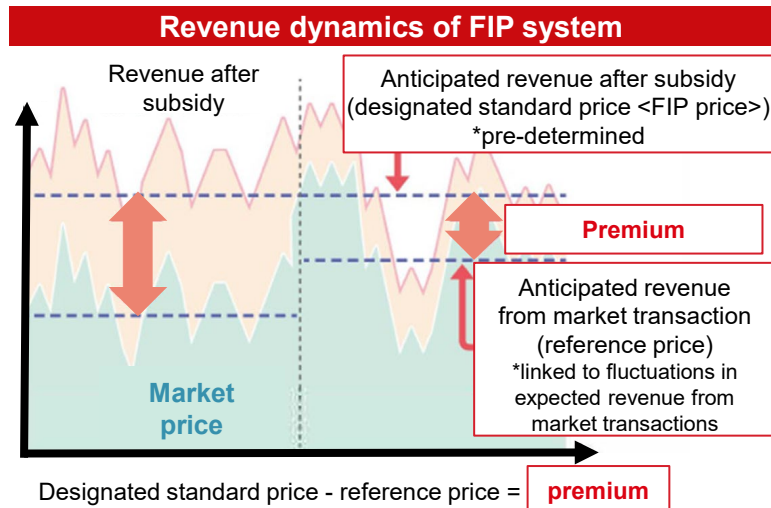 Revenue dynamics of FIP system
Revenue after
subsidy
Anticipated revenue after subsidy
(designated standard price <FIP price>)
*pre-determined
Premium
Anticipated revenue
from market transaction
(reference price)
*linked to fluctuations in
expected revenue from
market transactions
Market
price
Designated standard price - reference price = premium